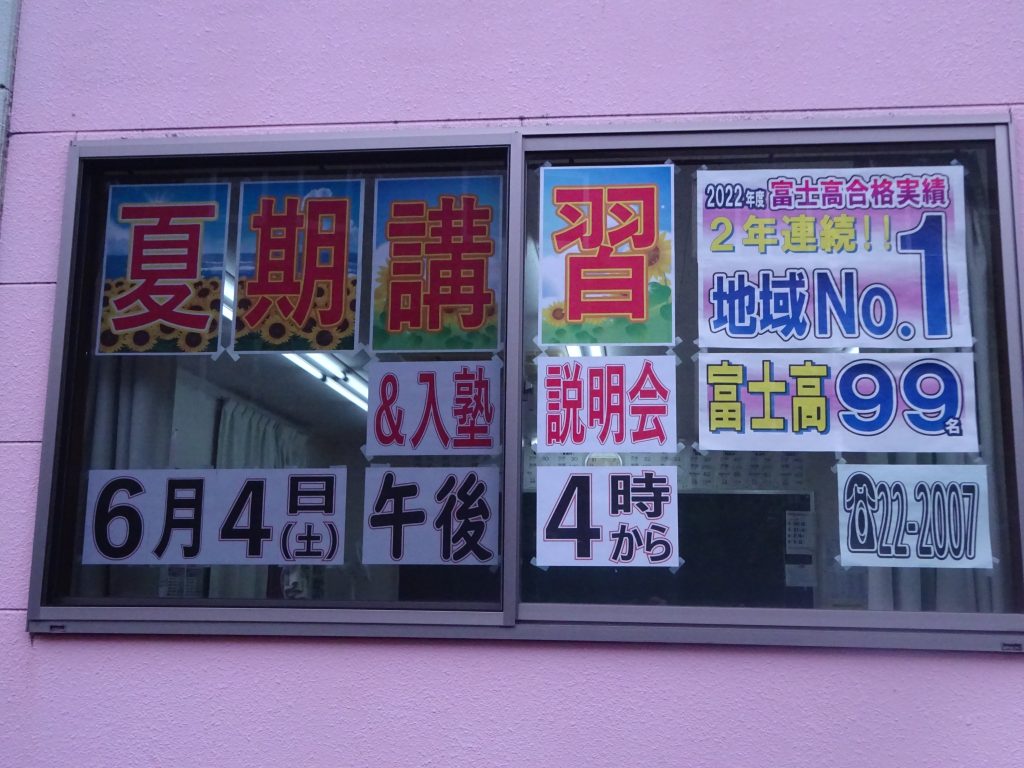 夏期講習
&入塾説明会
6月4日(土)午後4時から
2022年度 富士高合格実績
2年連続!!
地域No.1
富士高99名
☎22-2007